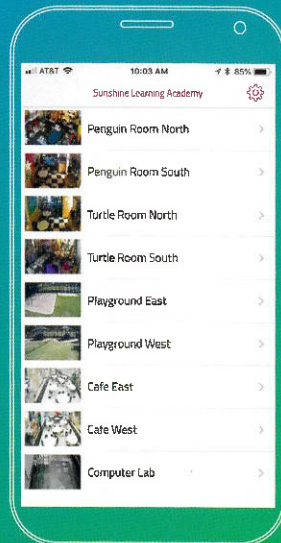 AT&T 10:03 AM 85%
Sunshine Learning Academy
Penguin Room North
Penguin Room South
Turtle Room North
Turtle Room South
Playground East
Playground West
Cafe East
Cafe West
Computer Lab